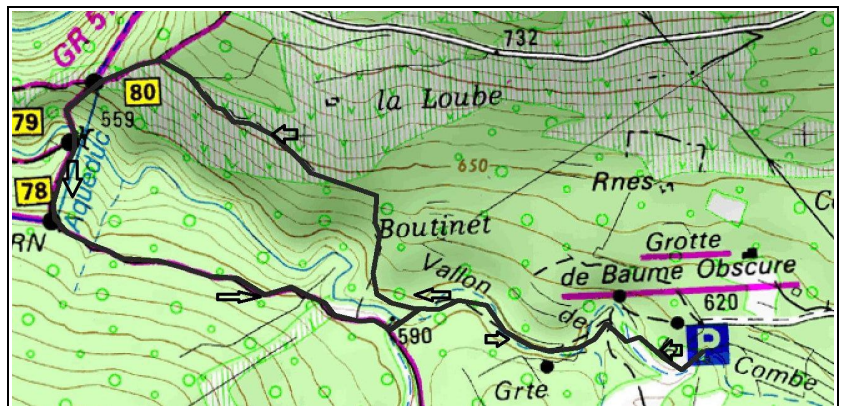 GR 5
732
80
la Loube
79
559
650
Aqueduc
78
Rnes
Boutinet
RN
Grotte
Vallon
de Baume Obscure
620
de
590
P
Combe
Grte